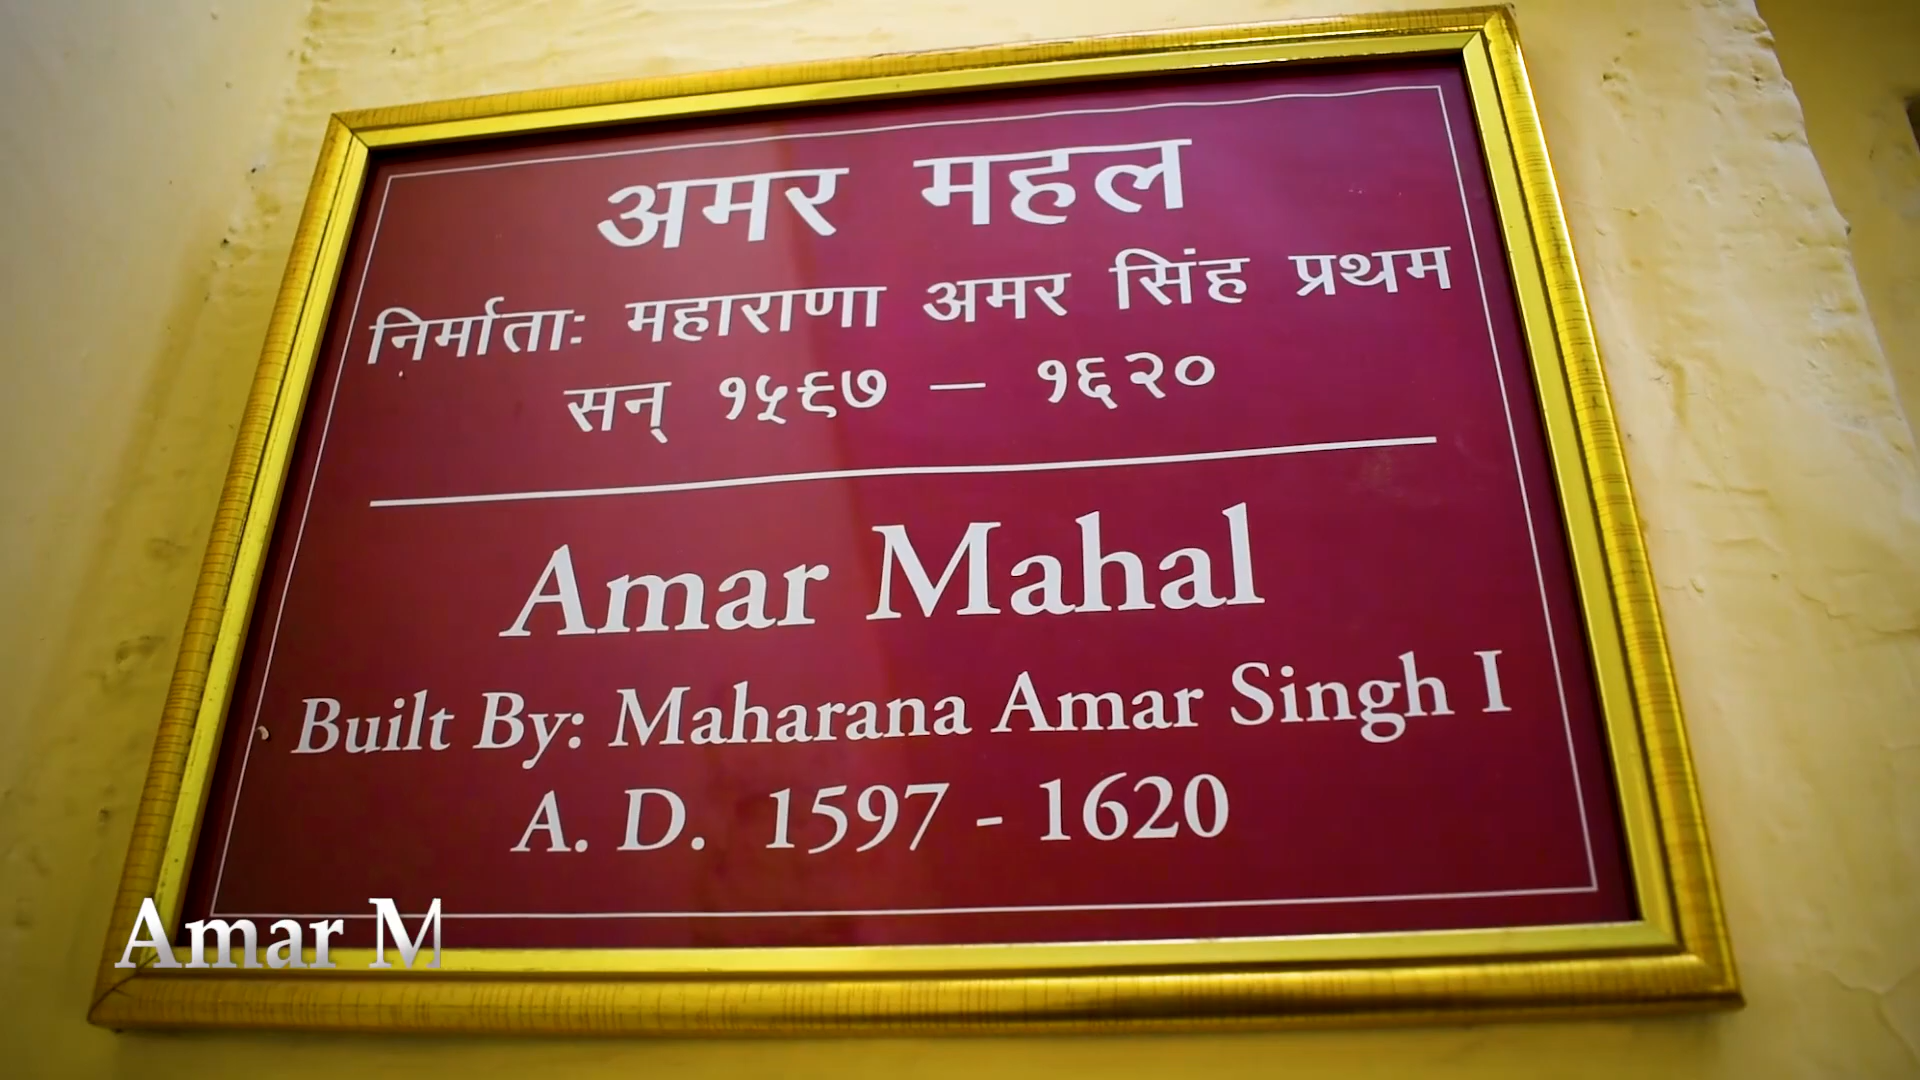 अमर महल
निर्माताः महाराणा अमर सिंह प्रथम
सन् १५९७ – १६२०
Amar Mahal
Built By: Maharana Amar Singh I
A. D. 1597 - 1620
Amar M